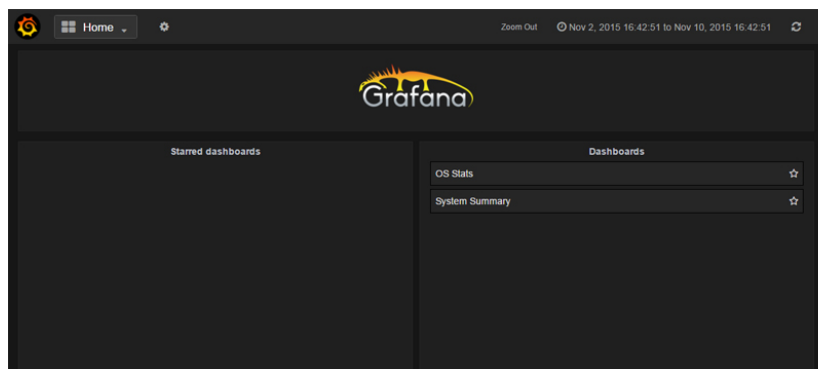 Home
Zoom Out Nov 2, 2015 16:42:51 to Nov 10, 2015 16:42:51
Grafana
Starred dashboards
Dashboards
OS Stats
System Summary